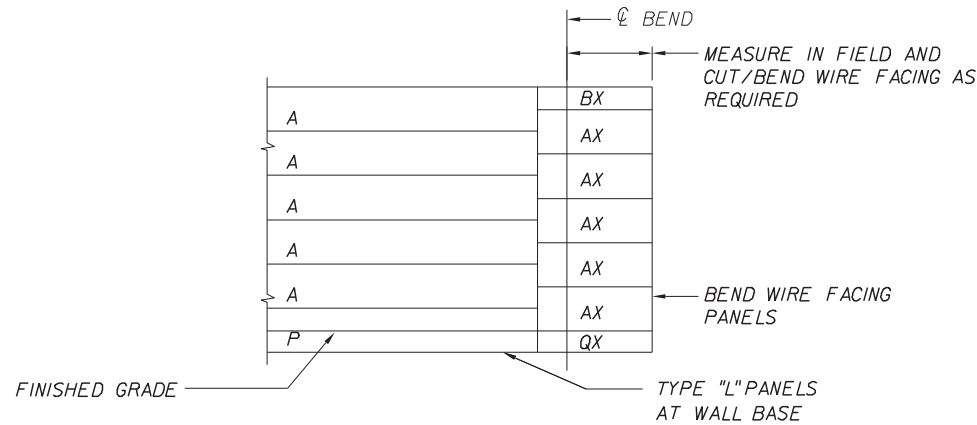 ℄ BEND
MEASURE IN FIELD AND
CUT/BEND WIRE FACING AS
REQUIRED
BX
A
AX
A
AX
A
AX
A
AX
A
AX
BEND WIRE FACING
PANELS
P
QX
FINISHED GRADE
TYPE "L" PANELS
AT WALL BASE